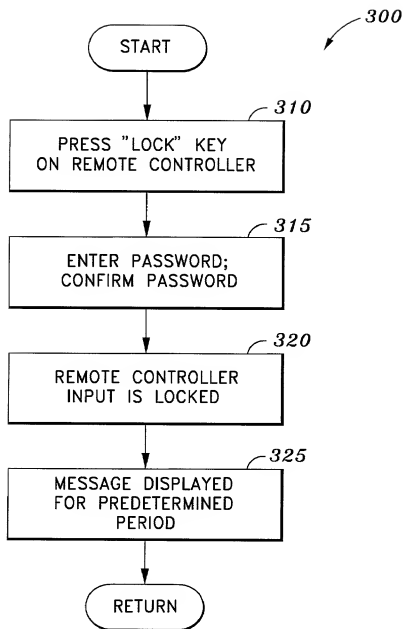 300
START
310
PRESS "LOCK" KEY
ON REMOTE CONTROLLER
315
ENTER PASSWORD;
CONFIRM PASSWORD
320
REMOTE CONTROLLER
INPUT IS LOCKED
325
MESSAGE DISPLAYED
FOR PREDETERMINED
PERIOD
RETURN